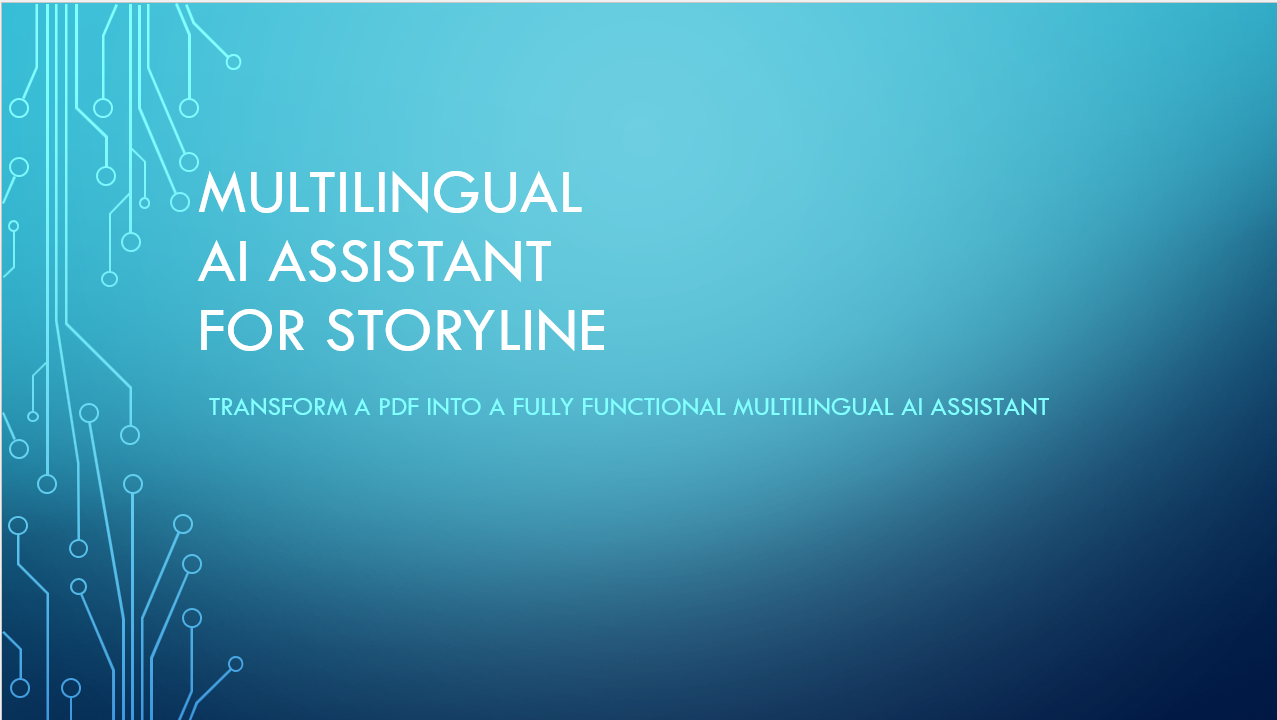 MULTILINGUAL
AI ASSISTANT
FOR STORYLINE
TRANSFORM A PDF INTO A FULLY FUNCTIONAL MULTILINGUAL AI ASSISTANT